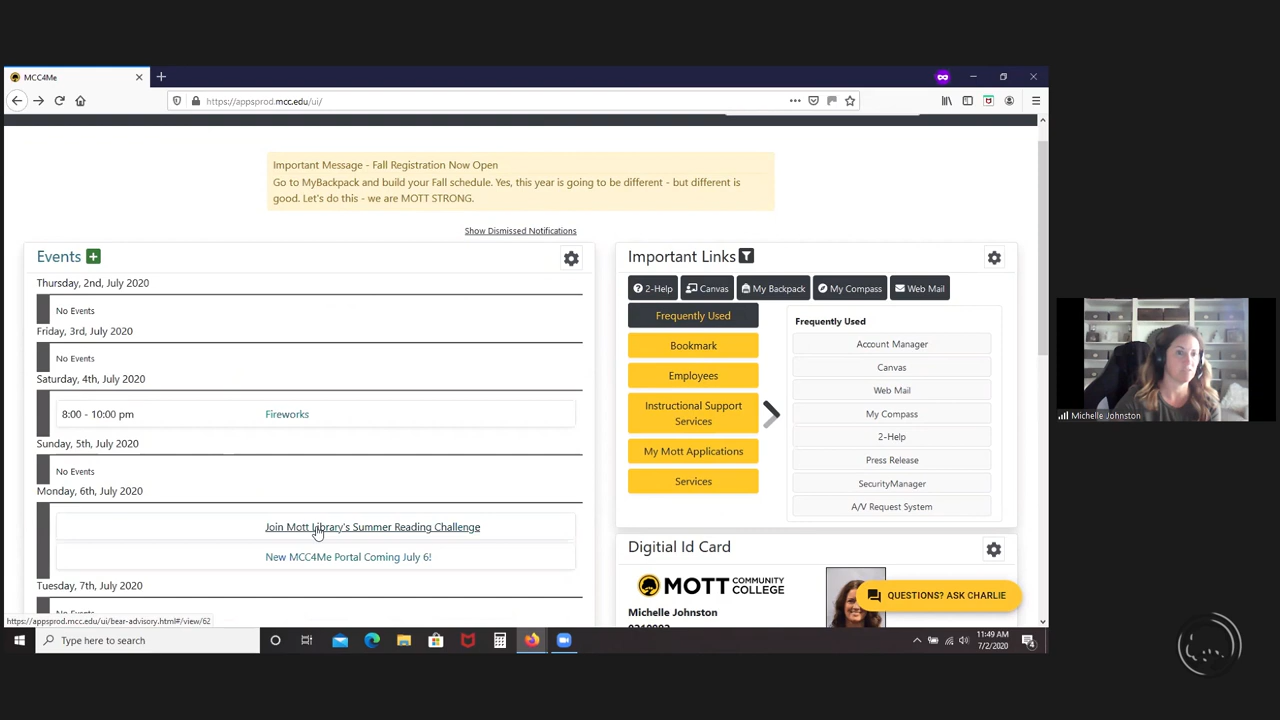 MCC4Me
https://appsprod.mcc.edu/ui/
Important Message - Fall Registration Now Open
Go to MyBackpack and build your Fall schedule. Yes, this year is going to be different - but different is
good. Let's do this - we are MOTT STRONG.
Show Dismissed Notifications
Events
Thursday, 2nd, July 2020
No Events
Friday, 3rd, July 2020
No Events
Saturday, 4th, July 2020
8:00 - 10:00 pm Fireworks
Sunday, 5th, July 2020
No Events
Monday, 6th, July 2020
Join Mott Library's Summer Reading Challenge
New MCC4Me Portal Coming July 6!
Tuesday, 7th, July 2020
No Events
https://appsprod.mcc.edu/ui/bear-advisory.html#/view/62
Important Links
2-Help Canvas My Backpack My Compass Web Mail
Frequently Used
Bookmark
Employees
Instructional Support
Services
My Mott Applications
Services
Frequently Used
Account Manager
Canvas
Web Mail
My Compass
2-Help
Press Release
SecurityManager
A/V Request System
Digitial Id Card
MOTT COMMUNITY
COLLEGE
Michelle Johnston
QUESTIONS? ASK CHARLIE
Type here to search
11:49 AM
7/2/2020
4
Michelle Johnston